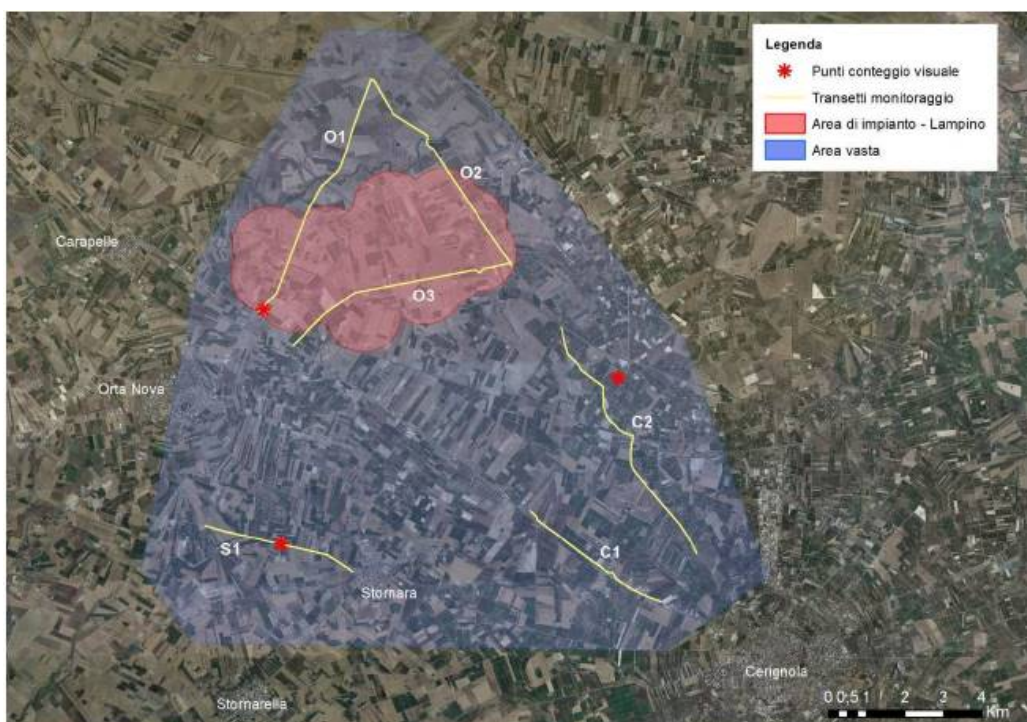 Legenda
Punti conteggio visuale
Transetti monitoraggio
Area di impianto - Lampino
Area vasta
O1
O2
Carapelle
O3
Orta Nova
C2
S1
C1
Stornara
Cerignola
Stornarella
0 0,5 1 2 3 4
Km